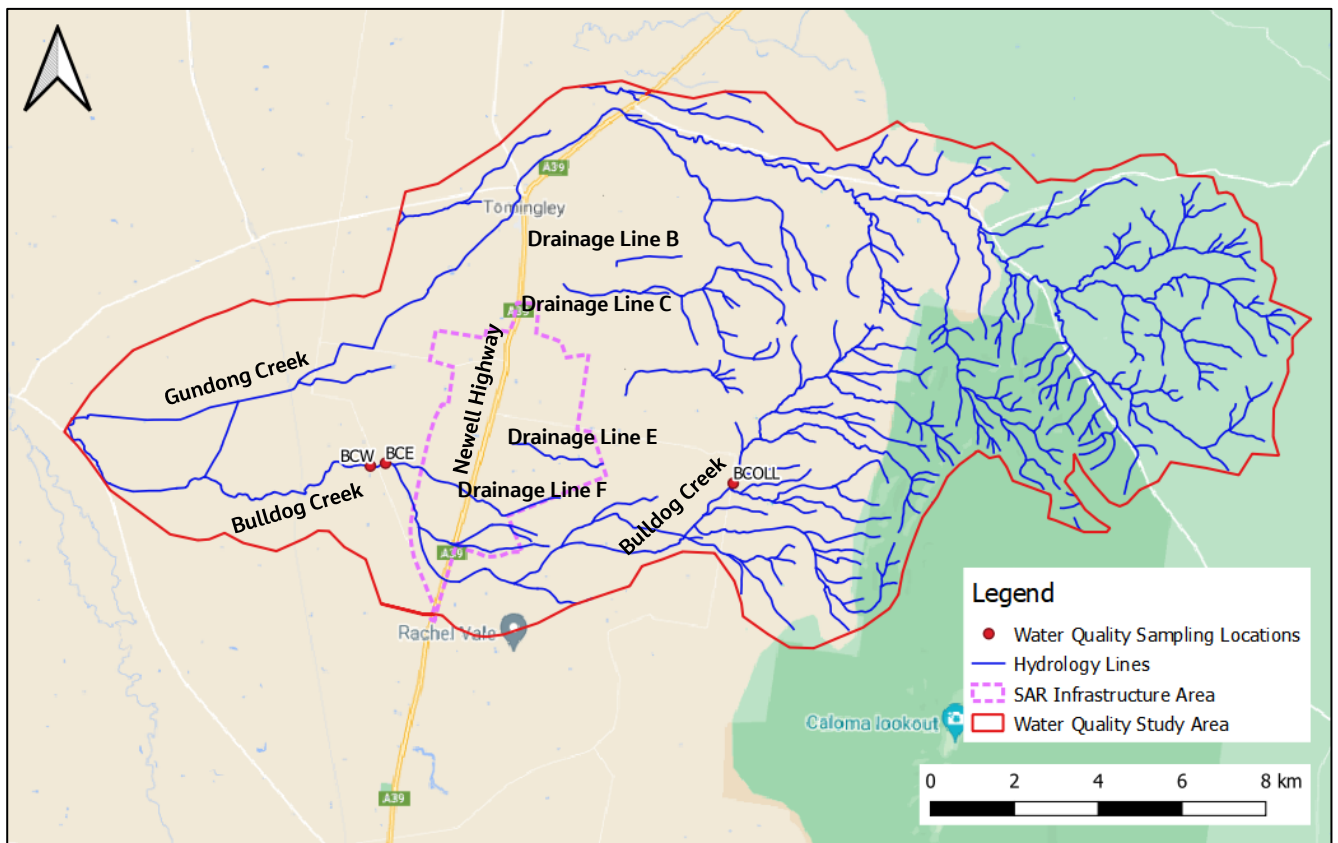 A39
Tomingley
Drainage Line B
Drainage Line C
A39
Newell Highway
Gundong Creek
Drainage Line E
BCW
BCE
BCOLL
Drainage Line F
Bulldog Creek
Bulldog Creek
A39
Rachel Vale
Caloma lookout
A39
Legend
Water Quality Sampling Locations
Hydrology Lines
SAR Infrastructure Area
Water Quality Study Area
0 2 4 6 8 km